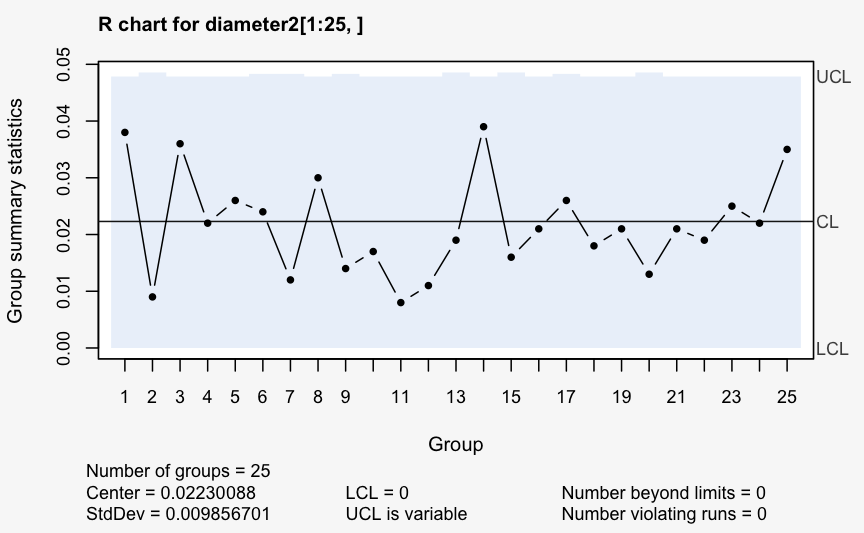 R chart for diameter2[1:25, ]
Group summary statistics
0.05
0.04
0.03
0.02
0.01
0.00
UCL
CL
LCL
1 2 3 4 5 6 7 8 9 11 13 15 17 19 21 23 25
Group
Number of groups = 25
Center = 0.02230088 LCL = 0 Number beyond limits = 0
StdDev = 0.009856701 UCL is variable Number violating runs = 0